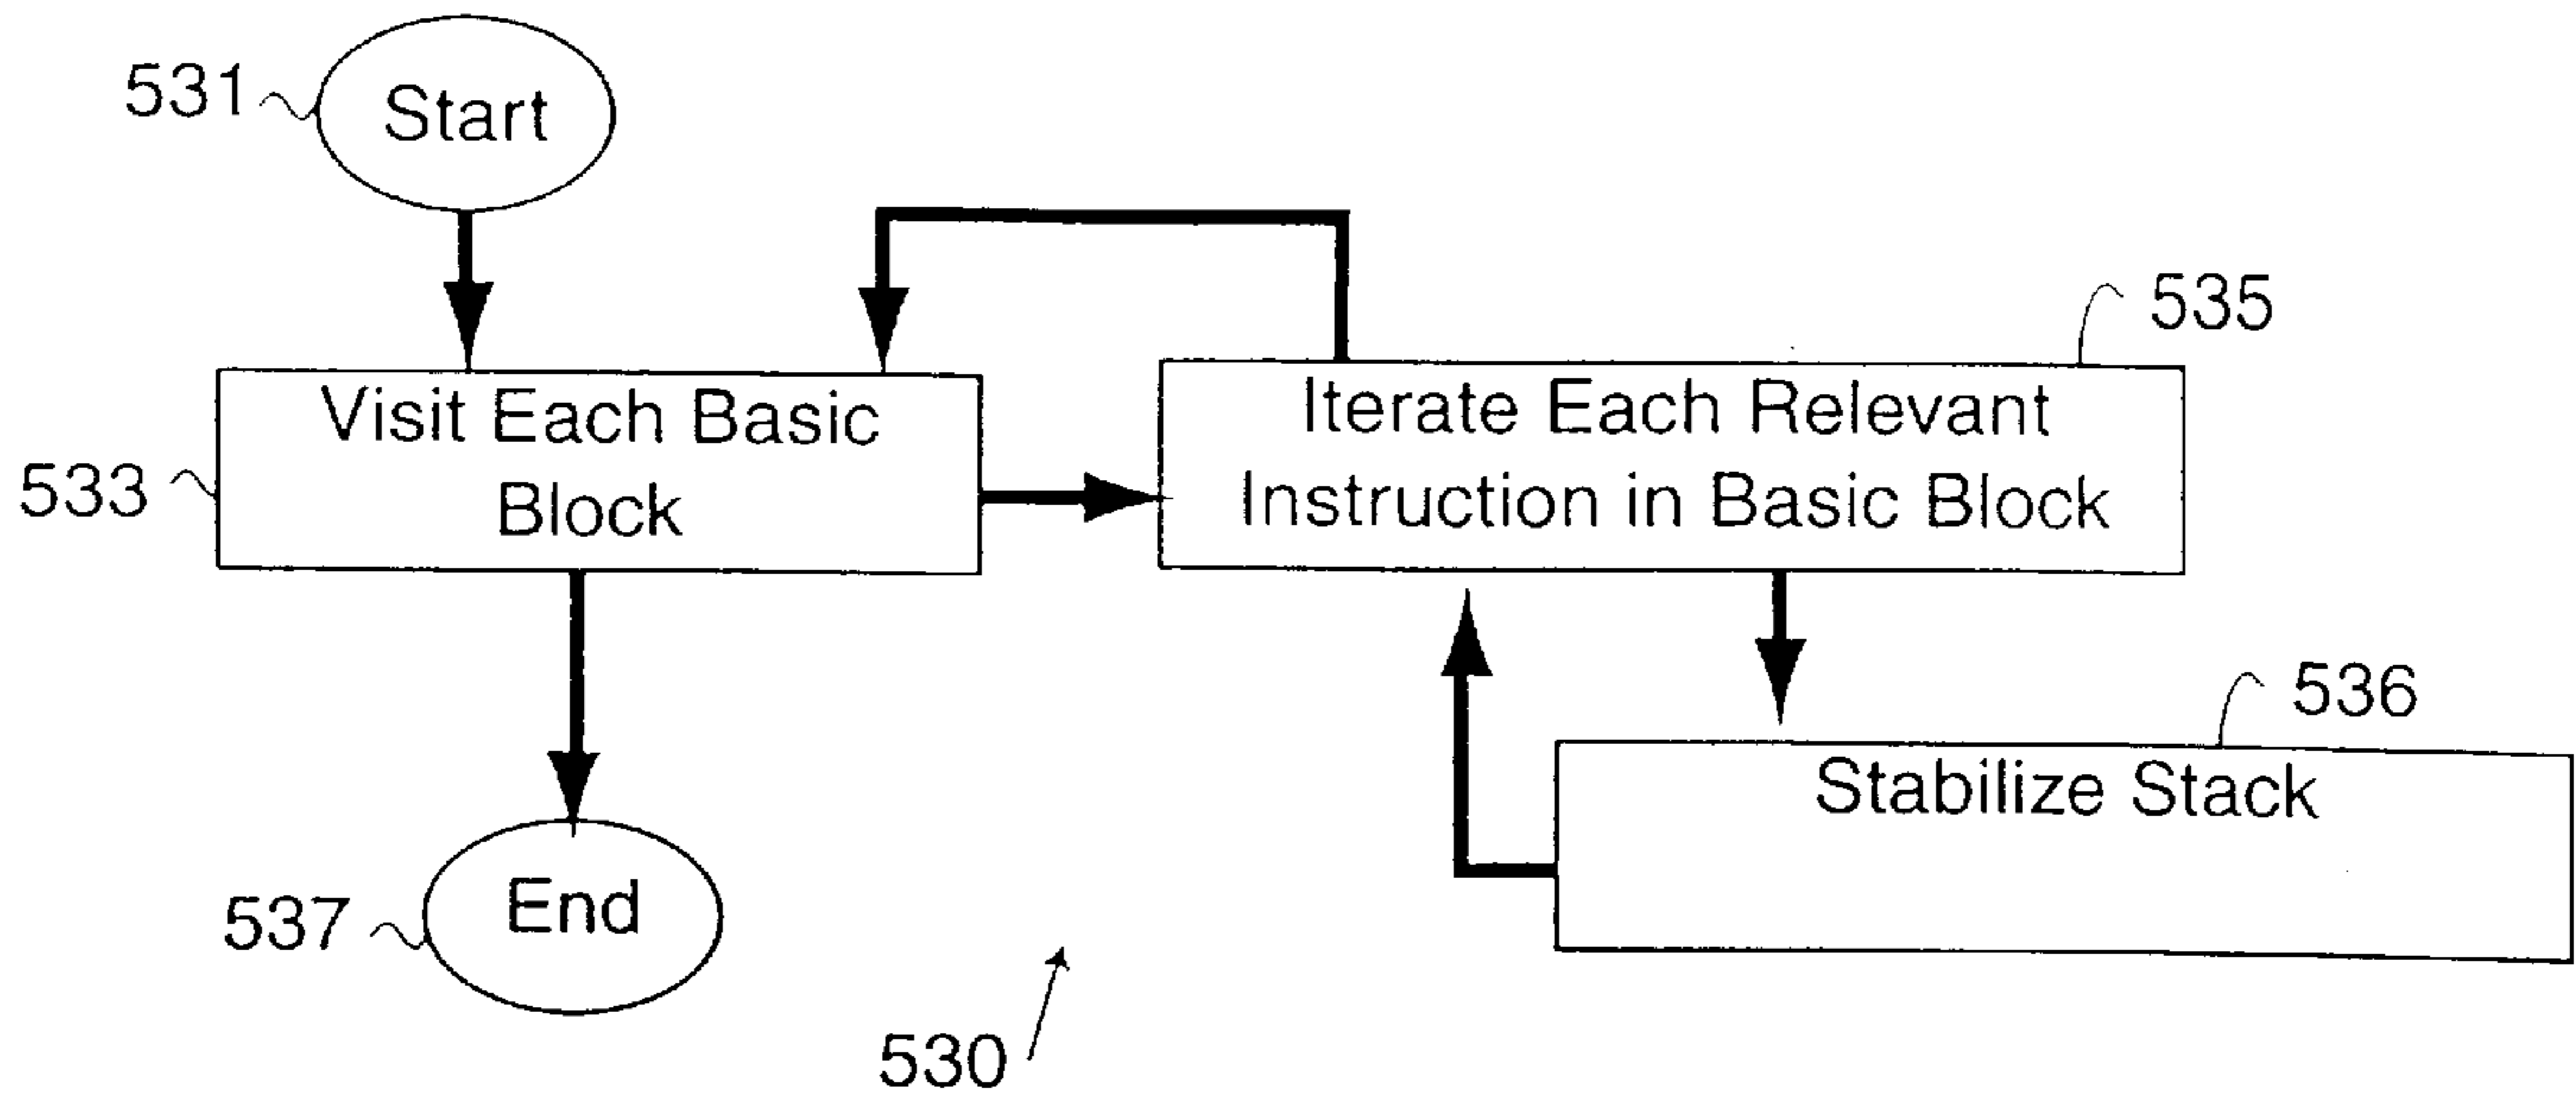 531
Start
535
Visit Each Basic
Block
533
Iterate Each Relevant
Instruction in Basic Block
536
Stabilize Stack
537
End
530